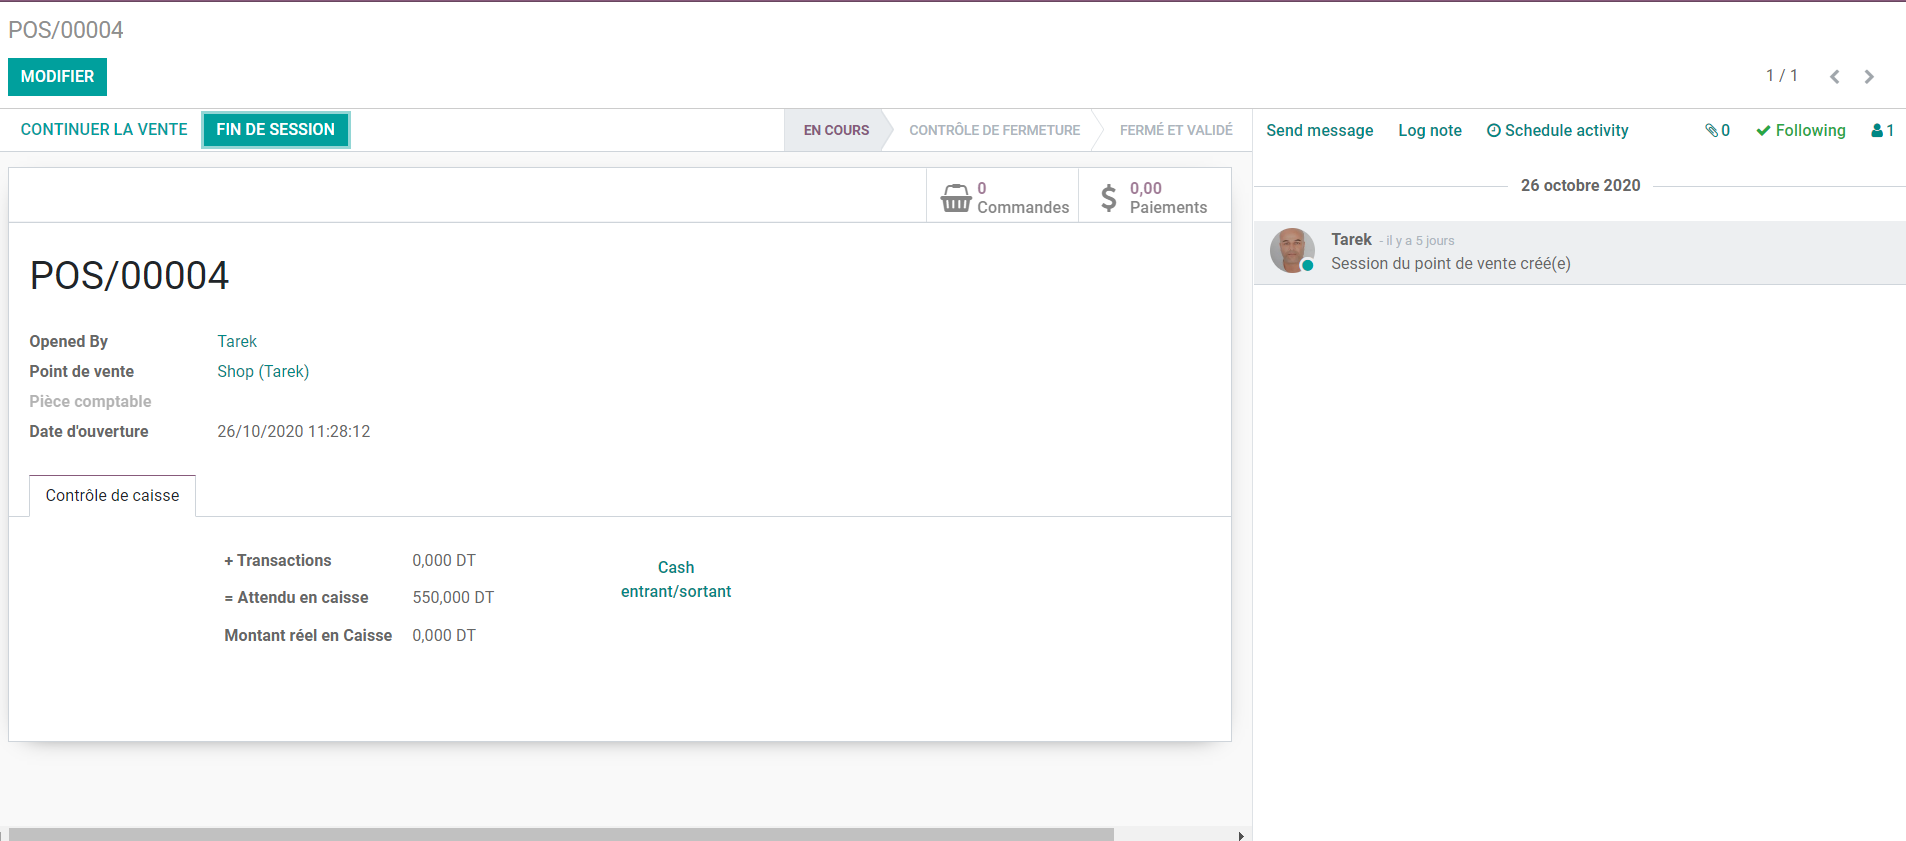 POS/00004
MODIFIER
1 / 1
CONTINUER LA VENTE
FIN DE SESSION
EN COURS
CONTRÔLE DE FERMETURE
FERMÉ ET VALIDÉ
Send message
Log note
Schedule activity
0
Following
1
0
Commandes
0,00
Paiements
26 octobre 2020
Tarek - il y a 5 jours
Session du point de vente créé(e)
POS/00004
Opened By Tarek
Point de vente Shop (Tarek)
Pièce comptable
Date d'ouverture 26/10/2020 11:28:12
Contrôle de caisse
+ Transactions 0,000 DT
= Attendu en caisse 550,000 DT
Montant réel en Caisse 0,000 DT
Cash
entrant/sortant